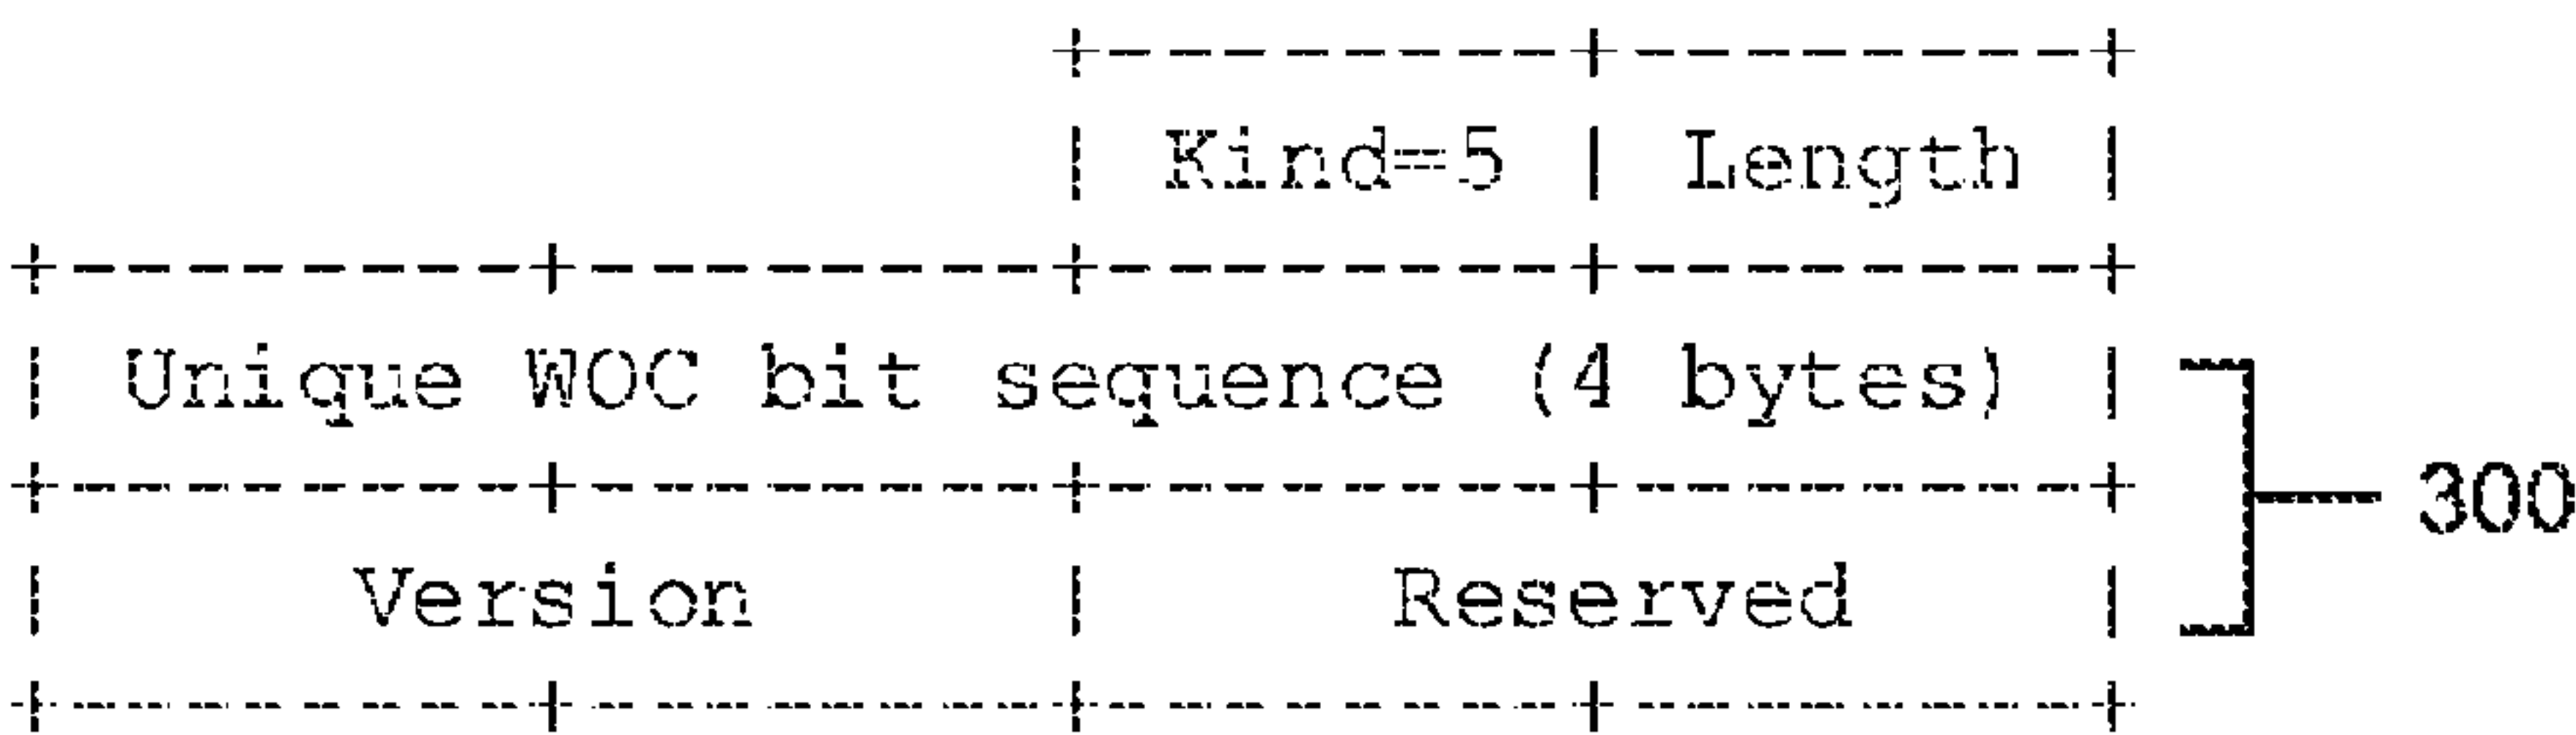 Kind=5 | Length
Unique WOC bit sequence (4 bytes)
300
Version | Reserved